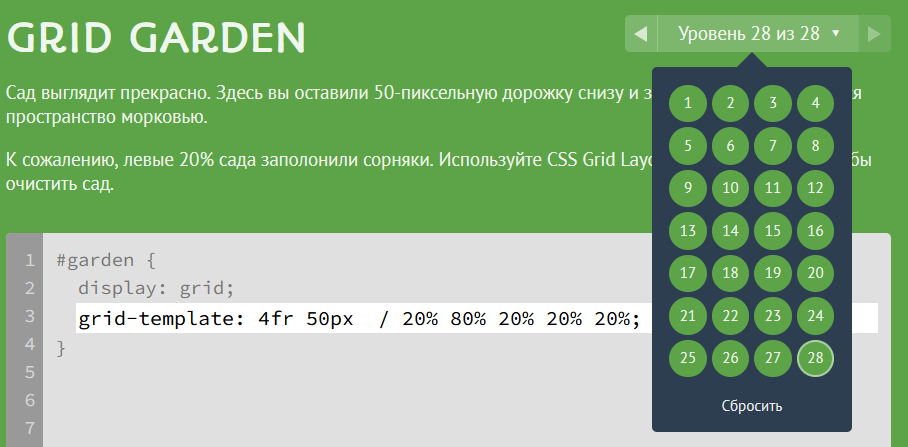 GRID GARDEN
Уровень 28 из 28
Сад выглядит прекрасно. Здесь вы оставили 50-пиксельную дорожку снизу и з
пространство морковью.
К сожалению, левые 20% сада заполонили сорняки. Используйте CSS Grid бы
очистить сад.
1 2 3 4
5 6 7 8
9 10 11 12
13 14 15 16
17 18 19 20
21 22 23 24
25 26 27 28
Сбросить
1 #garden {
2 display: grid;
3 grid-template: 4fr 50px / 20% 80% 20% 20% 20%;
4 }
5
6
7